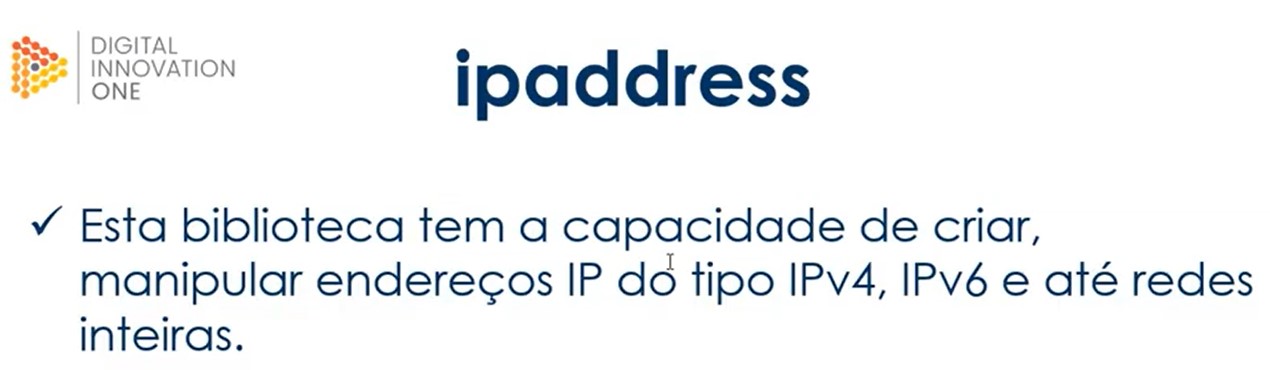 DIGITAL
INNOVATION
ONE
ipaddress
✓ Esta biblioteca tem a capacidade de criar,
manipular endereços IP do tipo IPv4, IPv6 e até redes
inteiras.